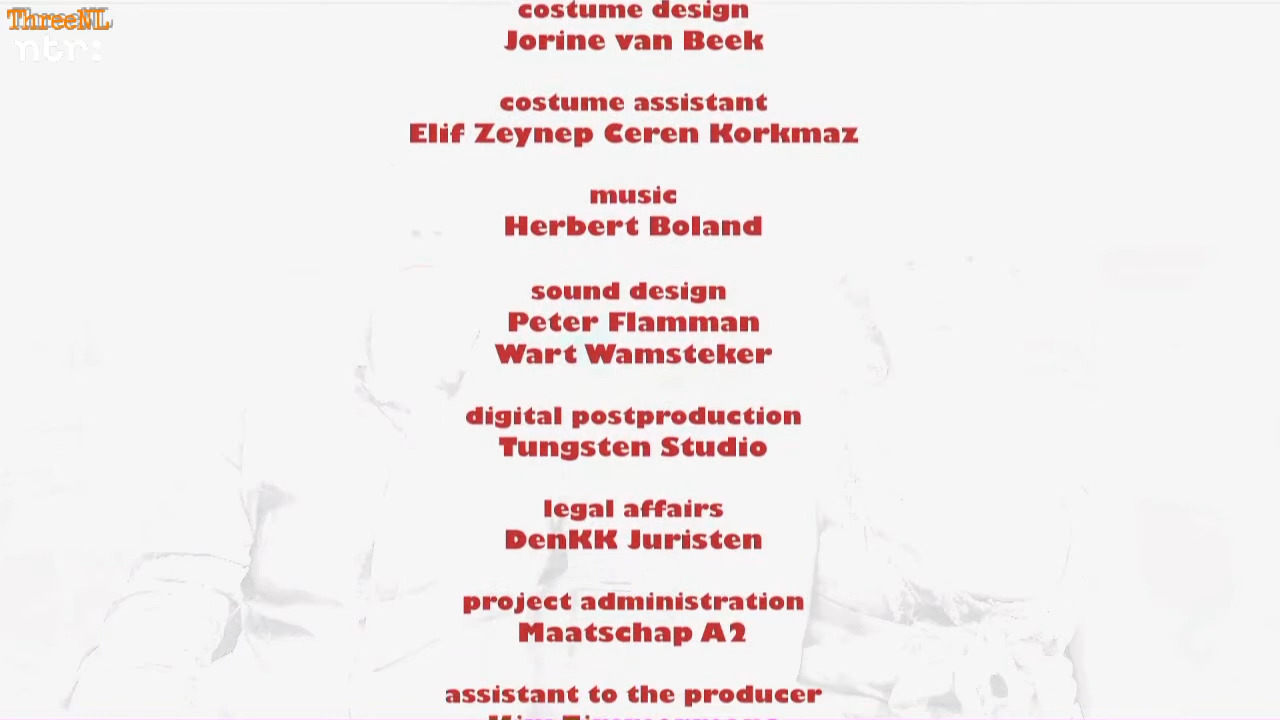 ThreeNL
ntr:
costume design
Jorine van Beek
costume assistant
Elif Zeynep Ceren Korkmaz
music
Herbert Boland
sound design
Peter Flamman
Wart Wamsteker
digital postproduction
Tungsten Studio
legal affairs
DenKK Juristen
project administration
Maatschap A2
assistant to the producer